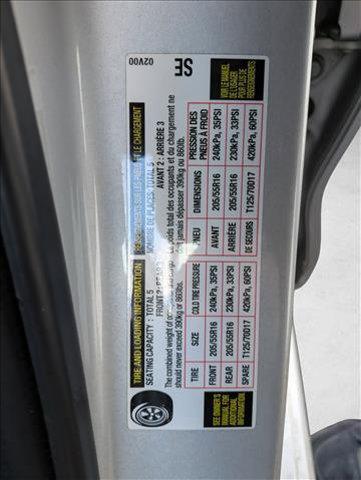 02V00
SE
TIRE AND LOADING INFORMATION
RENSEIGNEMENTS SUR LES PNEUS ET LE CHARGEMENT
SEATING CAPACITY : TOTAL 5
FRONT 2 : REAR 3
NOMBRE DE PLACES: TOTAL 5
AVANT 2 : ARRIÈRE 3
The combined weight of
should never exceed 390kg or 860lbs.
Le poids total des occupants et du chargement ne
doit jamais dépasser 390kg ou 860lb.
TIRE SIZE COLD TIRE PRESSURE
FRONT 205/55R16 240kPa, 35PSI
REAR 205/55R16 230kPa, 33PSI
SPARE T125/70D17 420kPa, 60PSI
SEE OWNER'S
MANUAL FOR
ADDITIONAL
INFORMATION
PNEU DIMENSIONS PRESSION DES
PNEUS À FROID
AVANT 205/55R16 240kPa, 35PSI
ARRIÈRE 205/55R16 230kPa, 33PSI
DE SECOURS T125/70D17 420kPa, 60PSI
VOIR LE MANUEL
DE L'USAGER
POUR PLUS DE
RENSEIGNEMENTS